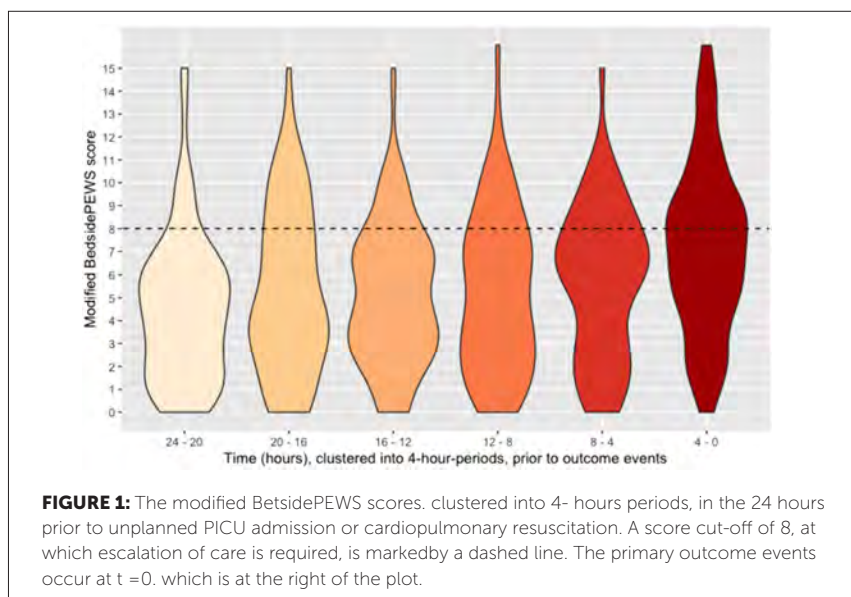 15
14
13
12
11
10
9
8
7
6
5
4
3
2
1
0
Modified BedsidePEWS score
24 - 20 20 - 16 16 - 12 12 - 8 8 - 4 4 - 0
Time (hours), clustered into 4-hour-periods, prior to outcome events
FIGURE 1: The modified BetsidePEWS scores. clustered into 4- hours periods, in the 24 hours
prior to unplanned PICU admission or cardiopulmonary resuscitation. A score cut-off of 8, at
which escalation of care is required, is markedby a dashed line. The primary outcome events
occur at t =0. which is at the right of the plot.